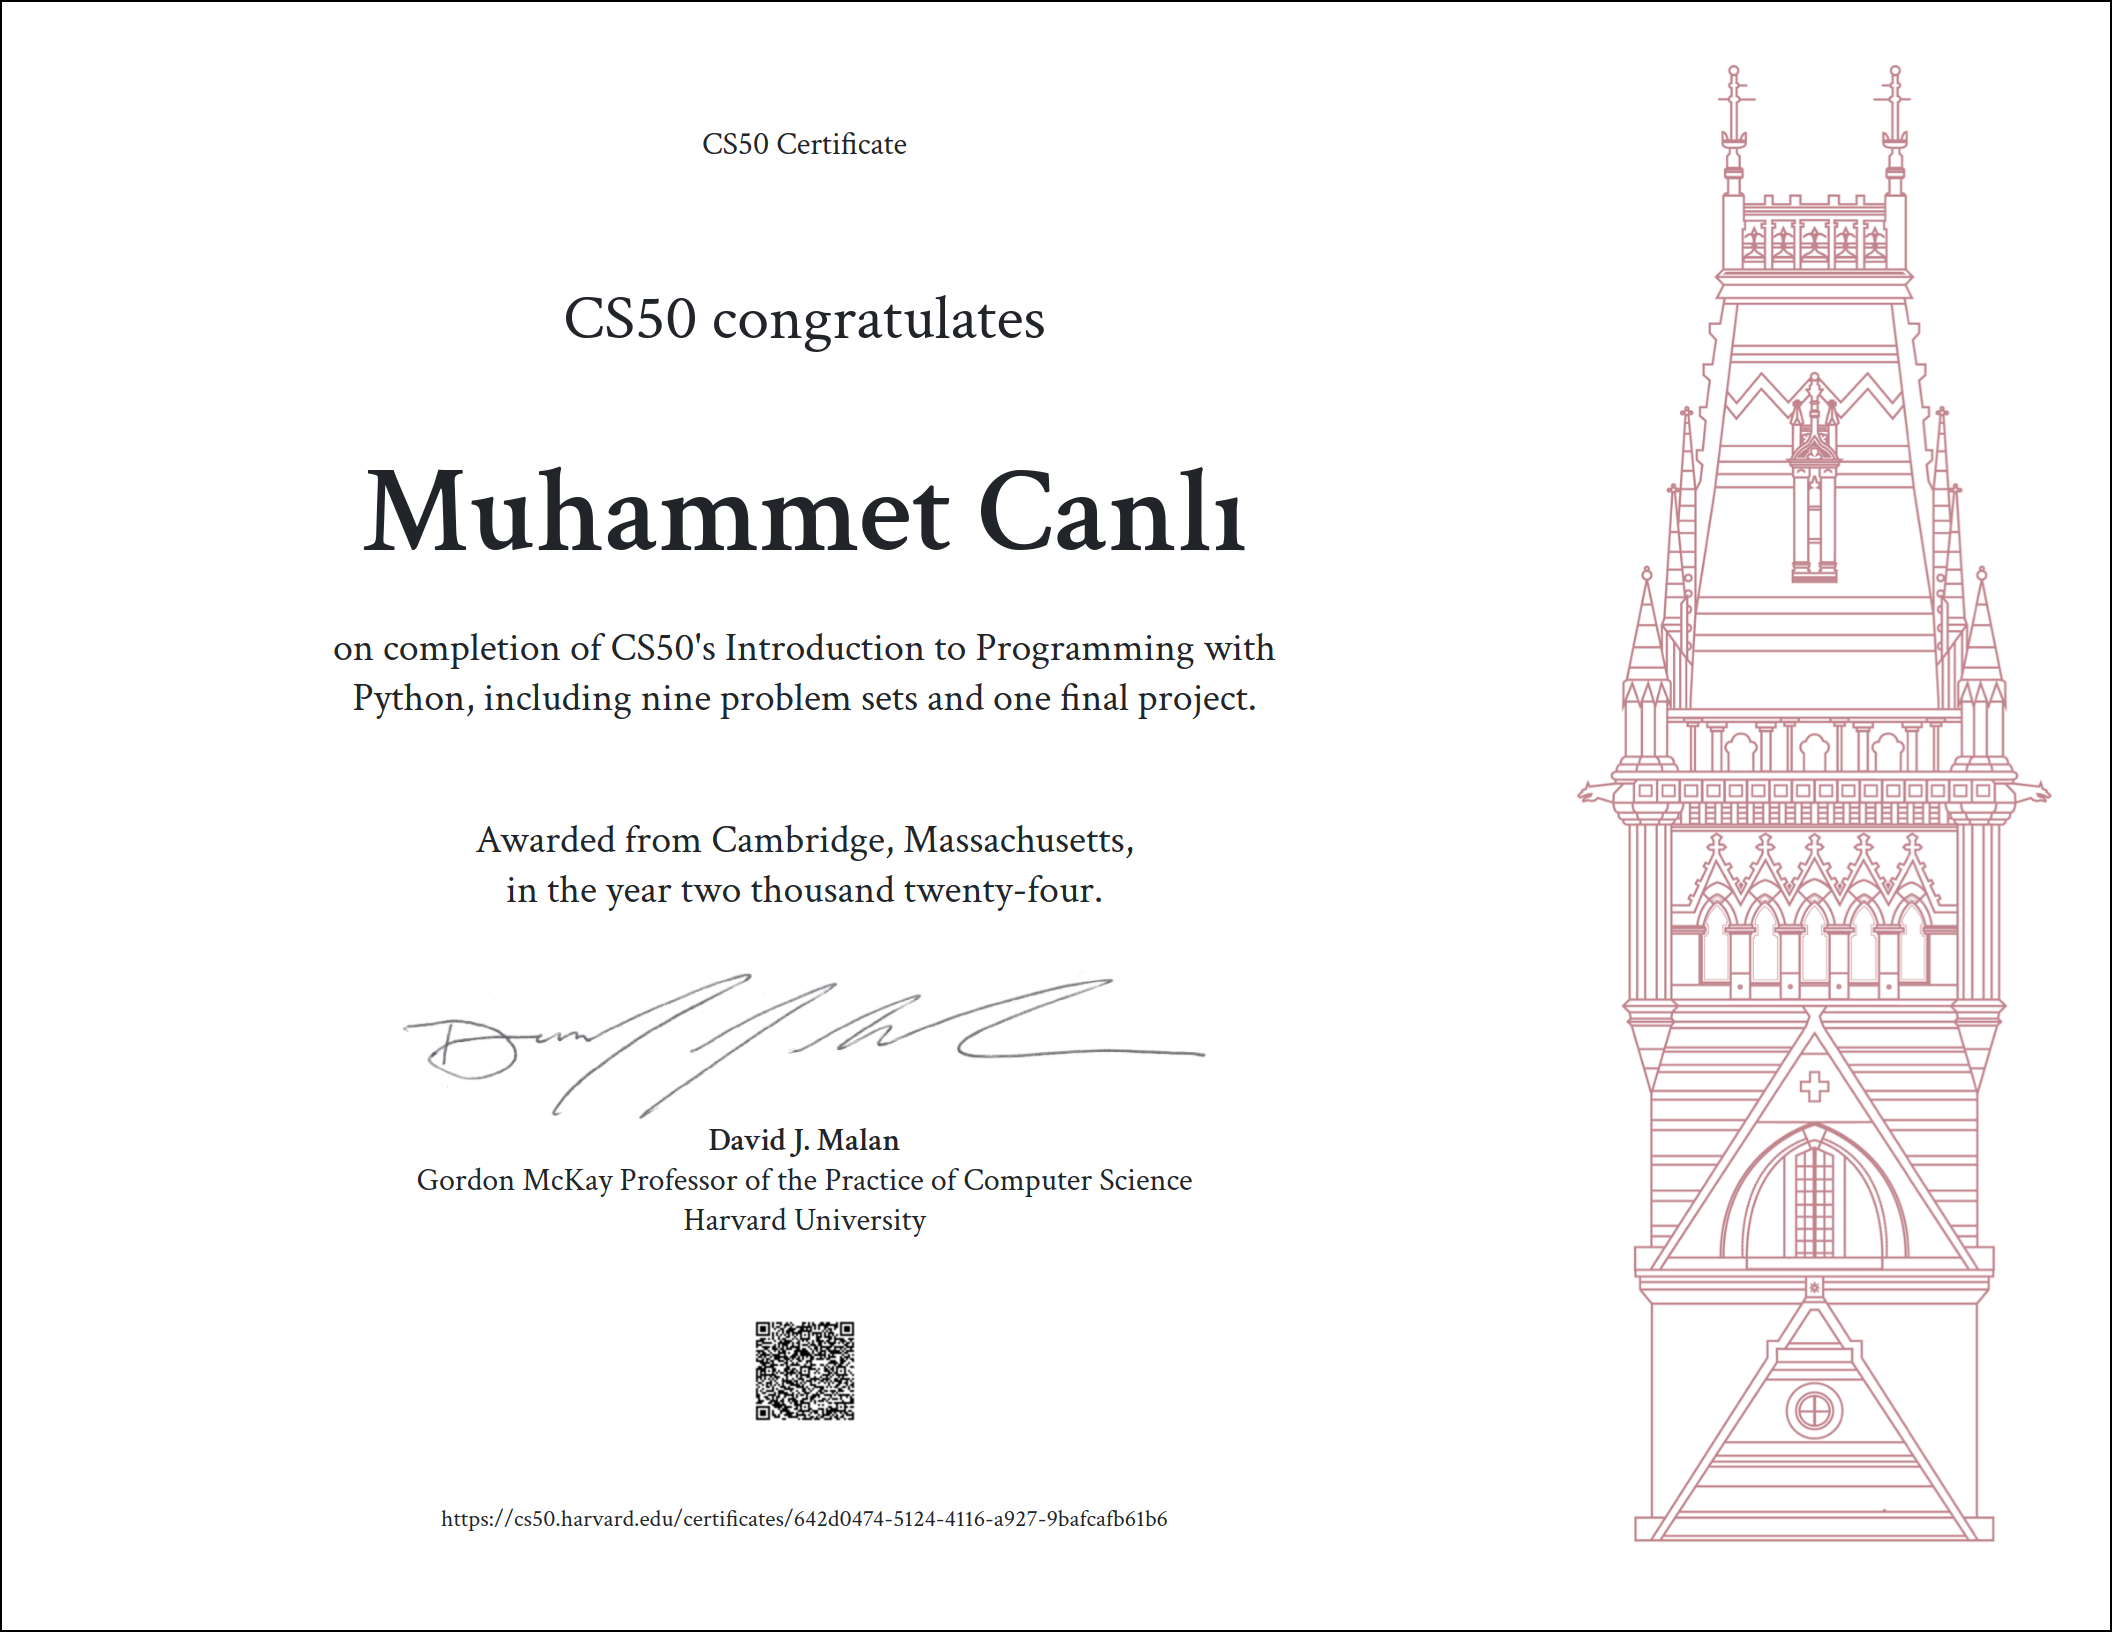 CS50 Certificate
CS50 congratulates
Muhammet Canlı
on completion of CS50's Introduction to Programming with
Python, including nine problem sets and one final project.
Awarded from Cambridge, Massachusetts,
in the year two thousand twenty-four.
David J. Malan
Gordon McKay Professor of the Practice of Computer Science
Harvard University
https://cs50.harvard.edu/certificates/642d0474-5124-4116-a927-9bafcafb61b6